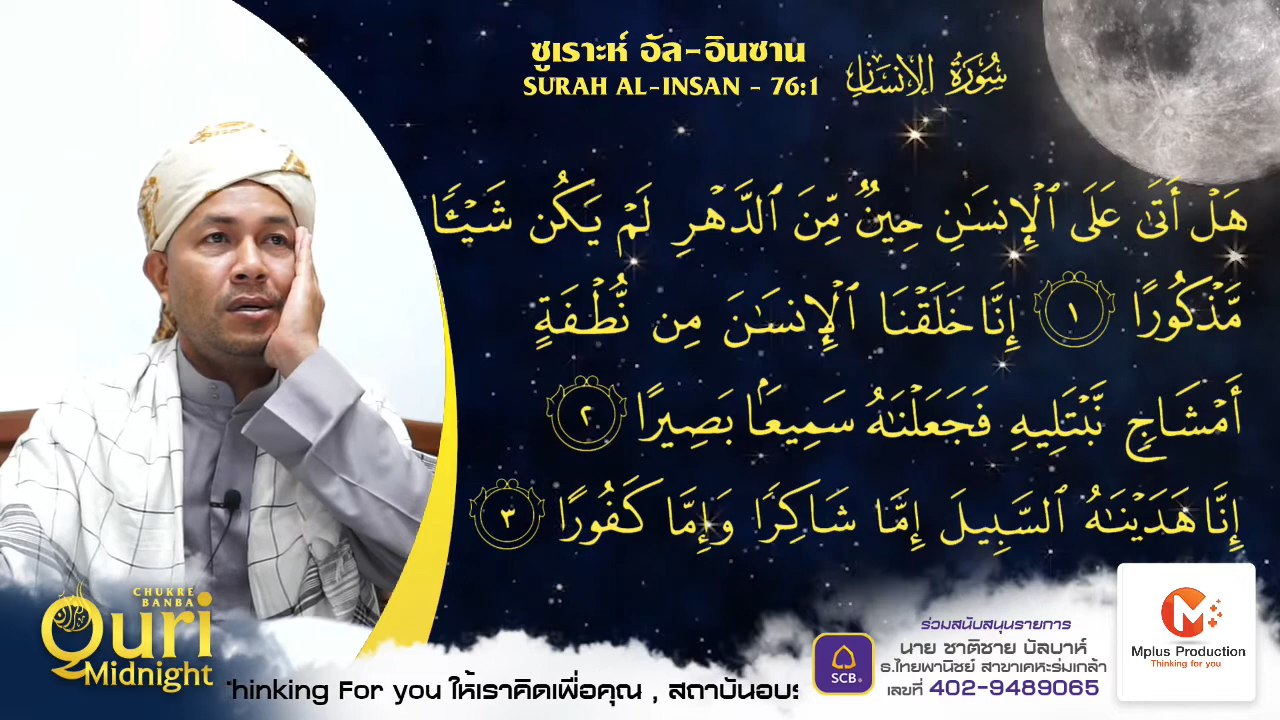 ซูเราะห์ อัล-อินซาน
SURAH AL-INSAN - 76:1
سُورَةُ الإِنسَانِ
هَلْ أَتَىٰ عَلَى ٱلْإِنسَـٰنِ حِينٌۭ مِّنَ ٱلدَّهْرِ لَمْ يَكُن شَيْـًۭٔا
مَّذْكُورًا ١ إِنَّا خَلَقْنَا ٱلْإِنسَـٰنَ مِن نُّطْفَةٍ
أَمْشَاجٍۢ نَّبْتَلِيهِ فَجَعَلْنَـٰهُ سَمِيعًۢا بَصِيرًا ٢
إِنَّا هَدَيْنَـٰهُ ٱلسَّبِيلَ إِمَّا شَاكِرًۭا وَإِمَّا كَفُورًا ٣
CHUKRE
BANBA
Quri
Midnight
Thinking For you ให้เราคิดเพื่อคุณ , สถาบันอบร
SCB
ร่วมสนับสนุนรายการ
นาย ชาติชาย บัลบาห์
ธ.ไทยพานิชย์ สาขาเคหะร่มเกล้า
เลขที่ 402-9489065
Mplus Production
Thinking for you